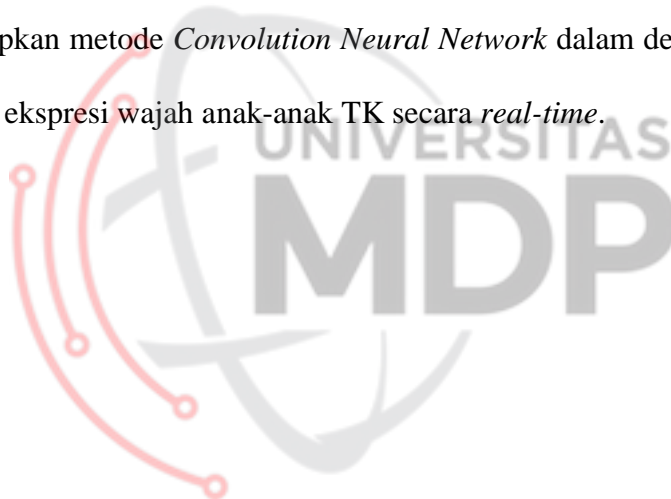 pkan metode Convolution Neural Network dalam de
ekspresi wajah anak-anak TK secara real-time.
UNIVERSITAS
MDP